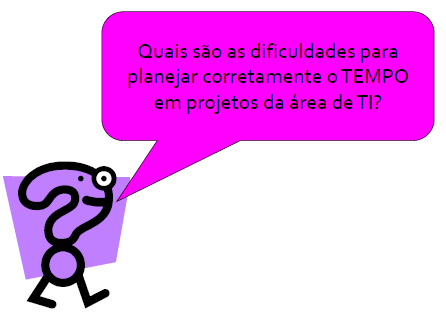 Quais são as dificuldades para
planejar corretamente o TEMPO
em projetos da área de TI?